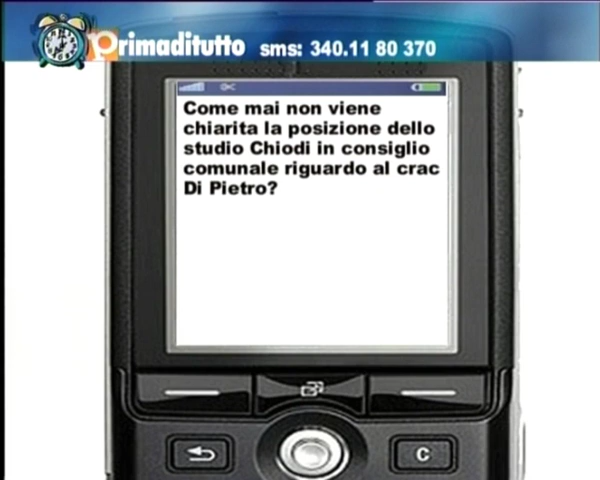 Primaditutto sms: 340.11 80 370
Come mai non viene
chiarita la posizione dello
studio Chiodi in consiglio
comunale riguardo al crac
Di Pietro?
C